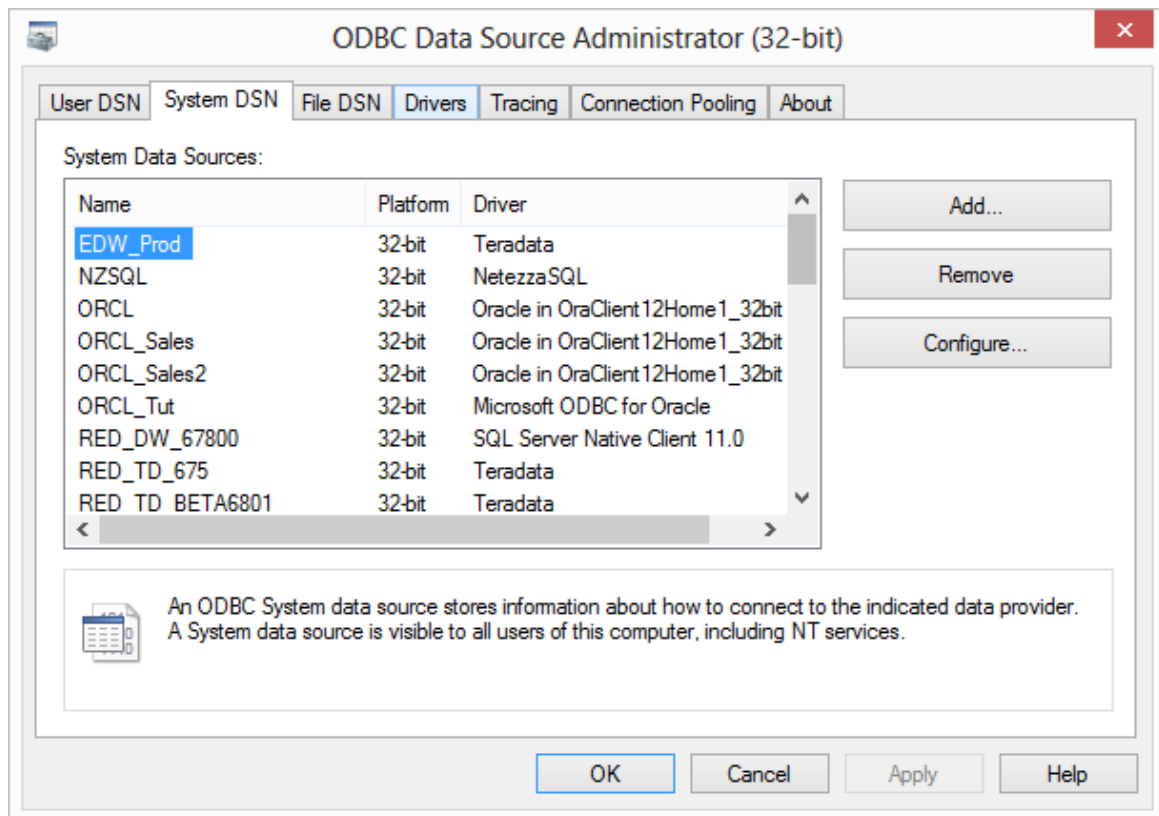 ODBC Data Source Administrator (32-bit)
User DSN System DSN File DSN Drivers Tracing Connection Pooling About
System Data Sources:
Name Platform Driver
EDW_Prod 32-bit Teradata
NZSQL 32-bit NetezzaSQL
ORCL 32-bit Oracle in OraClient12Home1_32bit
ORCL_Sales 32-bit Oracle in OraClient12Home1_32bit
ORCL_Sales2 32-bit Oracle in OraClient12Home1_32bit
ORCL_Tut 32-bit Microsoft ODBC for Oracle
RED_DW_67800 32-bit SQL Server Native Client 11.0
RED_TD_675 32-bit Teradata
RED_TD_BETA6801 32-bit Teradata
Add...
Remove
Configure...
An ODBC System data source stores information about how to connect to the indicated data provider.
A System data source is visible to all users of this computer, including NT services.
OK Cancel Apply Help